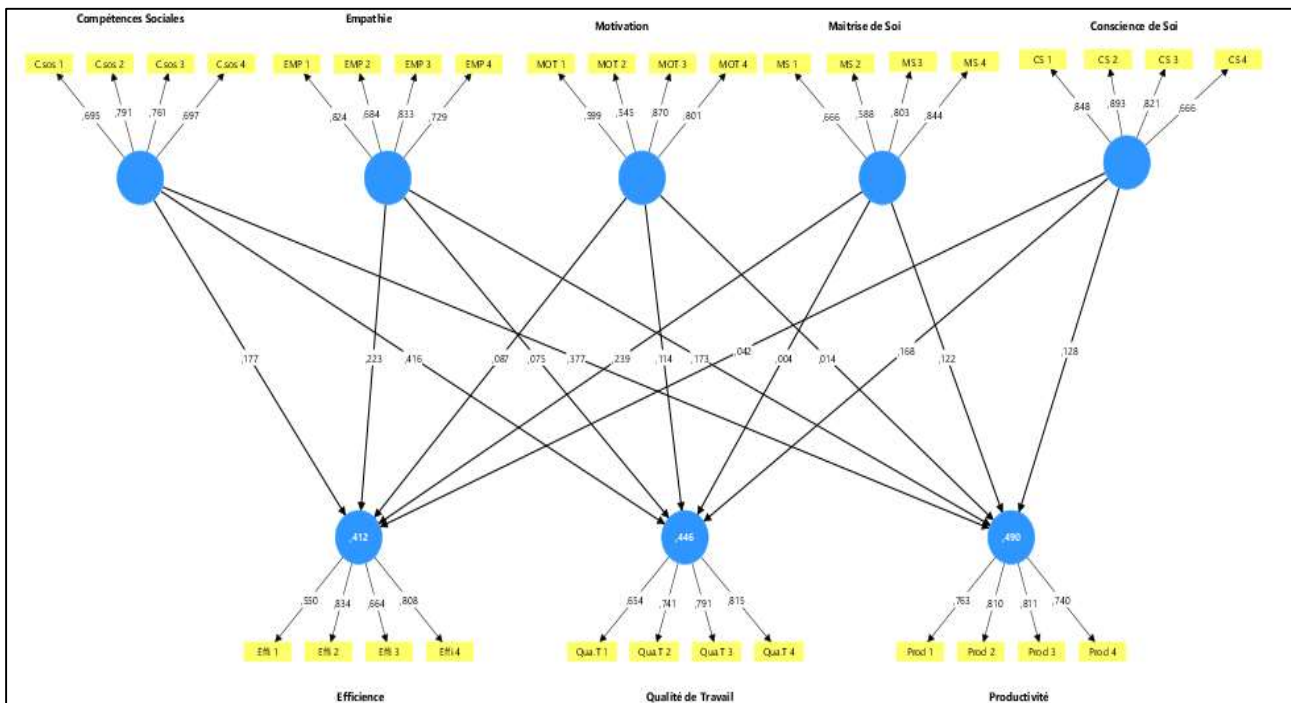 Compétences Sociales Empathie Motivation Maitrise de Soi Conscience de Soi
C.sos 1 C.sos 2 C.sos 3 C.sos 4 EMP 1 EMP 2 EMP 3 EMP 4 MOT 1 MOT 2 MOT 3 MOT 4 MS 1 MS 2 MS 3 MS 4 CS 1 CS 2 CS 3 CS 4
,695 ,791 ,761 ,697 ,824 ,684 ,833 ,729 ,599 ,545 ,870 ,801 ,666 ,588 ,803 ,844 ,848 ,893 ,821 ,666
,177 ,223 ,416 ,087 ,075 ,377 ,239 ,114 ,173 ,042 ,004 ,014 ,168 ,122 ,128
,412 ,446 ,490
,550 ,834 ,664 ,808 ,654 ,741 ,791 ,815 ,763 ,810 ,811 ,740
Effi 1 Effi 2 Effi 3 Effi 4 Qua.T 1 Qua.T 2 Qua.T 3 Qua.T 4 Prod 1 Prod 2 Prod 3 Prod 4
Efficience Qualité de Travail Productivité